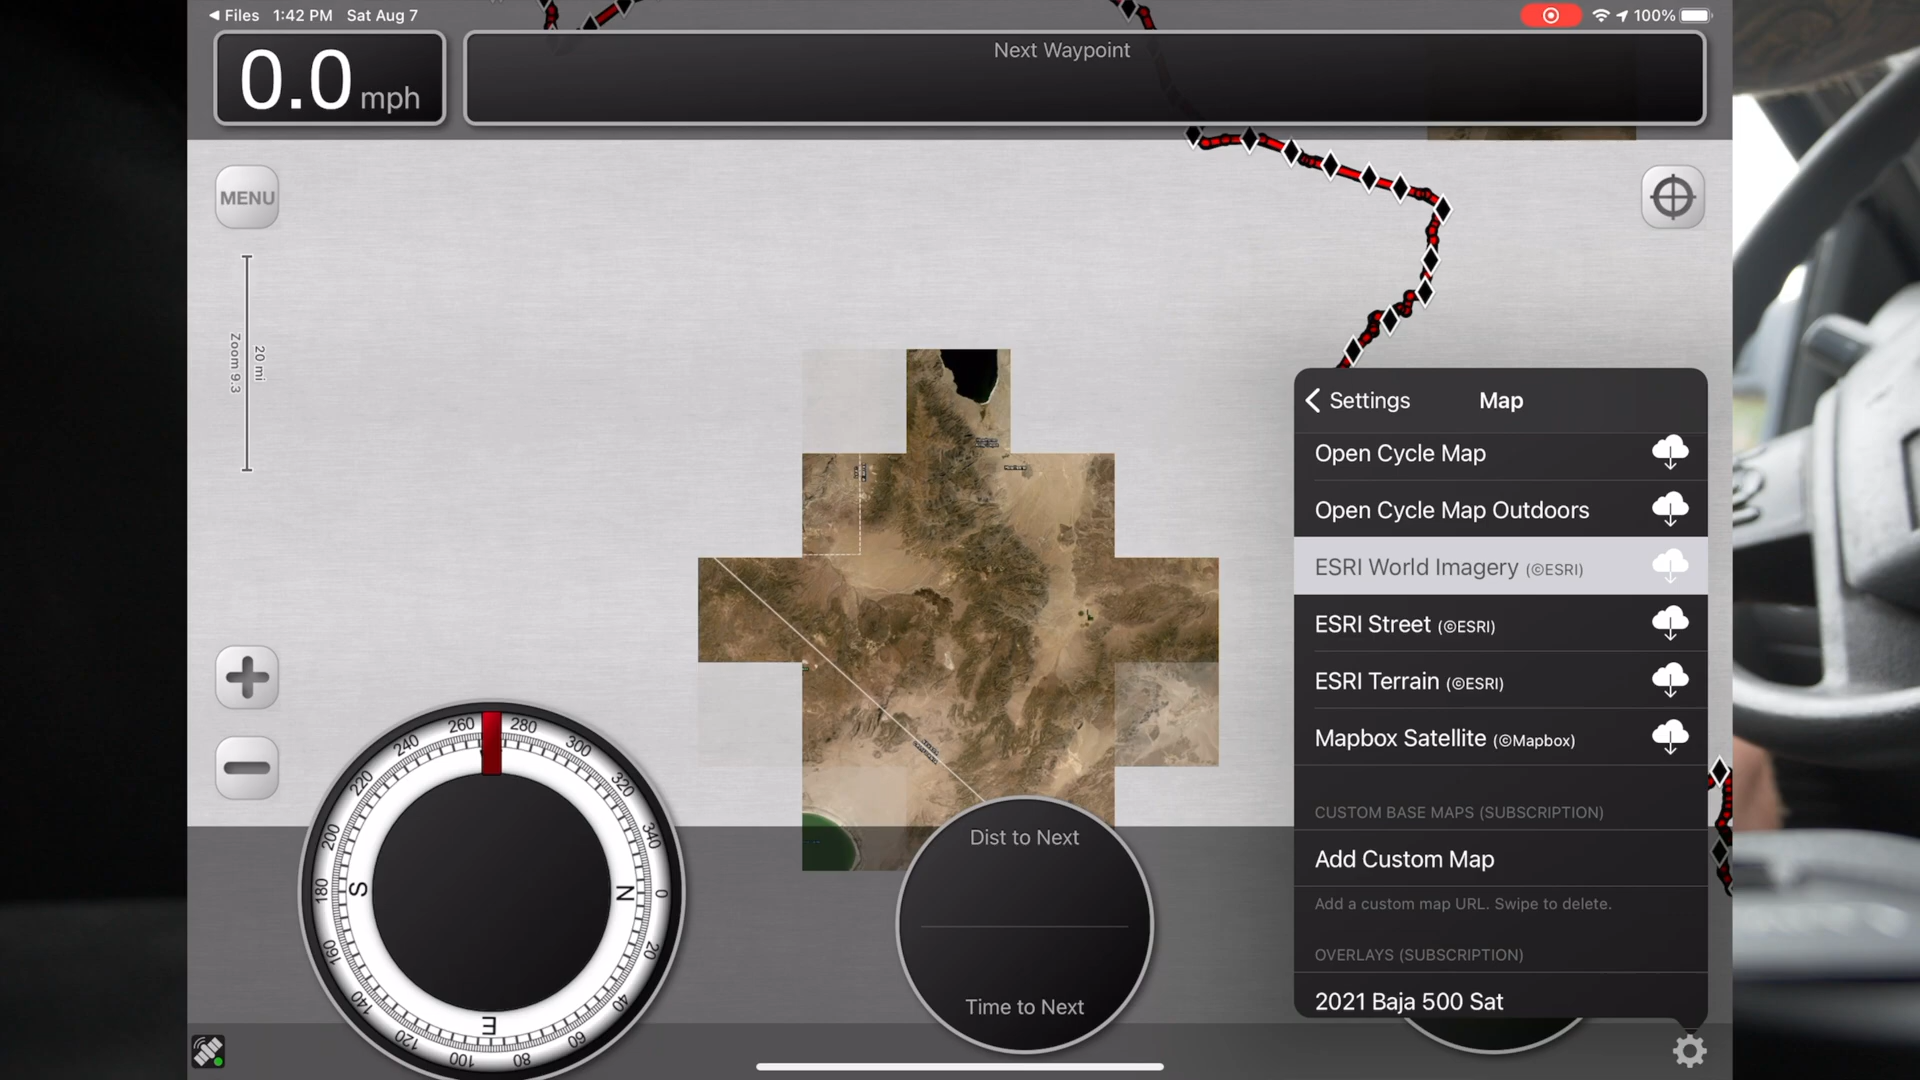 Files 1:42 PM Sat Aug 7
100%
0.0 mph
Next Waypoint
MENU
20 mi
Zoom 9.3
Settings Map
Open Cycle Map
Open Cycle Map Outdoors
ESRI World Imagery (©ESRI)
ESRI Street (©ESRI)
ESRI Terrain (©ESRI)
Mapbox Satellite (©Mapbox)
CUSTOM BASE MAPS (SUBSCRIPTION)
Add Custom Map
Add a custom map URL. Swipe to delete.
OVERLAYS (SUBSCRIPTION)
2021 Baja 500 Sat
260 280
240 300
220 320
200 340
180 S N 0
160 20
140 40
120 E 60
100 80
Dist to Next
Time to Next